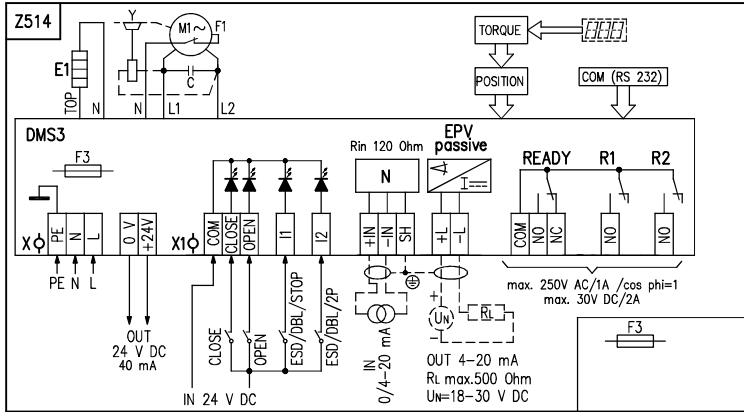 Z514
Y
M1~
F1
E1
C
TOP
N
N
L1
L2
TORQUE
POSITION
COM (RS 232)
DMS3
F3
Rin 120 Ohm
N
EPV
passive
READY
R1
R2
X
PE
N
L
0 V
+24V
X1
COM
CLOSE
OPEN
I1
I2
+IN
-IN
SH
+L
-L
COM
NO
NC
NO
NO
PE N L
OUT
24 V DC
40 mA
CLOSE
OPEN
ESD/DBL/STOP
ESD/DBL/2P
IN 24 V DC
IN
0/4-20 mA
+
UN
-
RL
OUT 4-20 mA
RL max.500 Ohm
UN=18-30 V DC
max. 250V AC/1A /cos phi=1
max. 30V DC/2A
F3